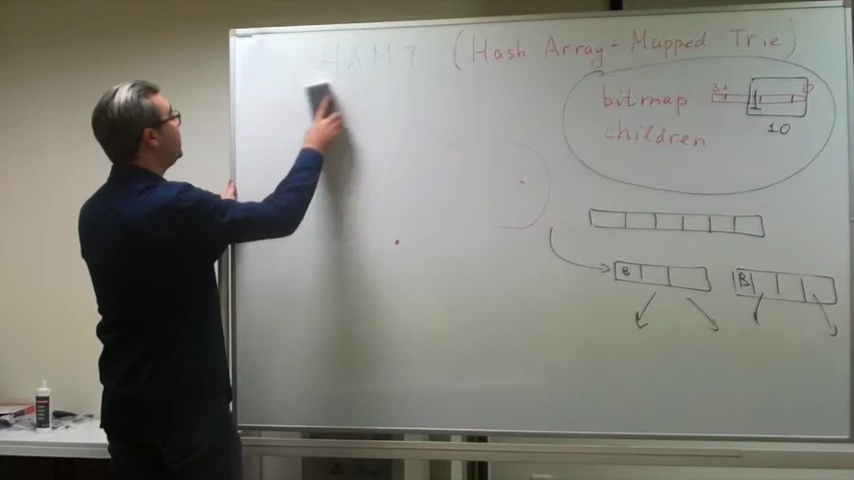 HAMT (Hash Array-Mapped Trie)
bitmap
children
10
B
B